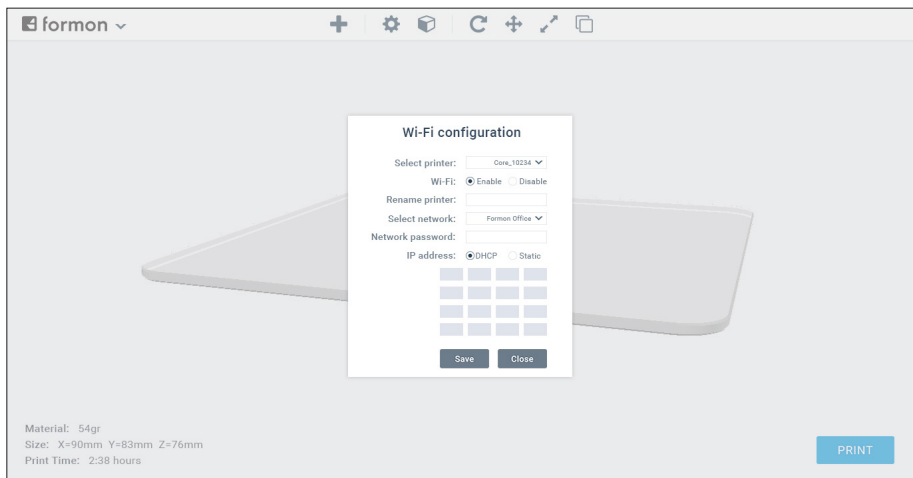 formon
Wi-Fi configuration
Select printer: Core_10234
Wi-Fi: Enable Disable
Rename printer:
Select network: Formon Office
Network password:
IP address: DHCP Static
Save Close
Material: 54gr
Size: X=90mm Y=83mm Z=76mm
Print Time: 2:38 hours
PRINT